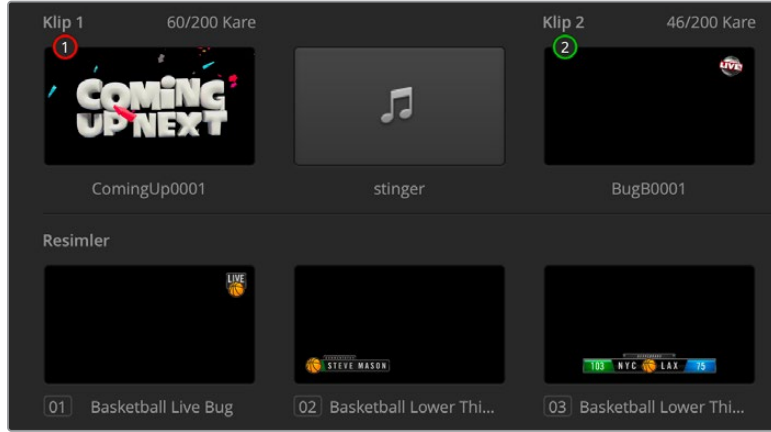 Klip 1 60/200 Kare Klip 2 46/200 Kare
1 2
COMING
UP NEXT
LIVE
ComingUp0001 stinger BugB0001
Resimler
LIVE
STEVE MASON
103 NYC LAX 75
01 Basketball Live Bug 02 Basketball Lower Thi... 03 Basketball Lower Thi...